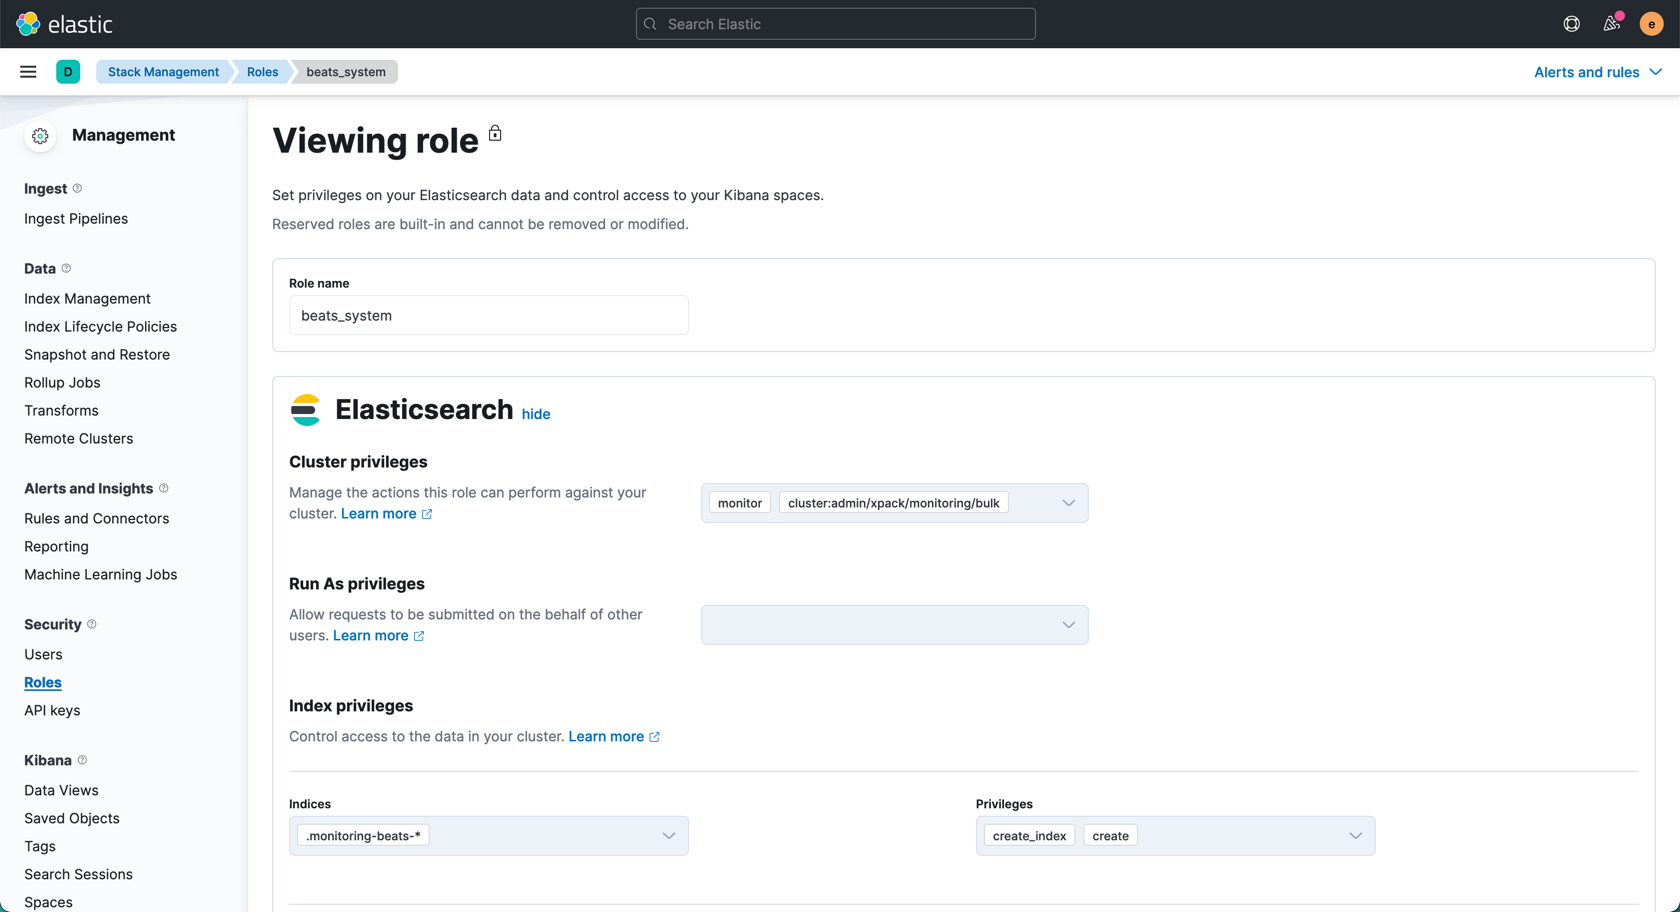 elastic
Search Elastic
e
D
Stack Management
Roles
beats_system
Alerts and rules
Management
Ingest
Ingest Pipelines
Data
Index Management
Index Lifecycle Policies
Snapshot and Restore
Rollup Jobs
Transforms
Remote Clusters
Alerts and Insights
Rules and Connectors
Reporting
Machine Learning Jobs
Security
Users
Roles
API keys
Kibana
Data Views
Saved Objects
Tags
Search Sessions
Spaces
Viewing role
Set privileges on your Elasticsearch data and control access to your Kibana spaces.
Reserved roles are built-in and cannot be removed or modified.
Role name
beats_system
Elasticsearch hide
Cluster privileges
Manage the actions this role can perform against your
cluster. Learn more
monitor cluster:admin/xpack/monitoring/bulk
Run As privileges
Allow requests to be submitted on the behalf of other
users. Learn more
Index privileges
Control access to the data in your cluster. Learn more
Indices
.monitoring-beats-*
Privileges
create_index create